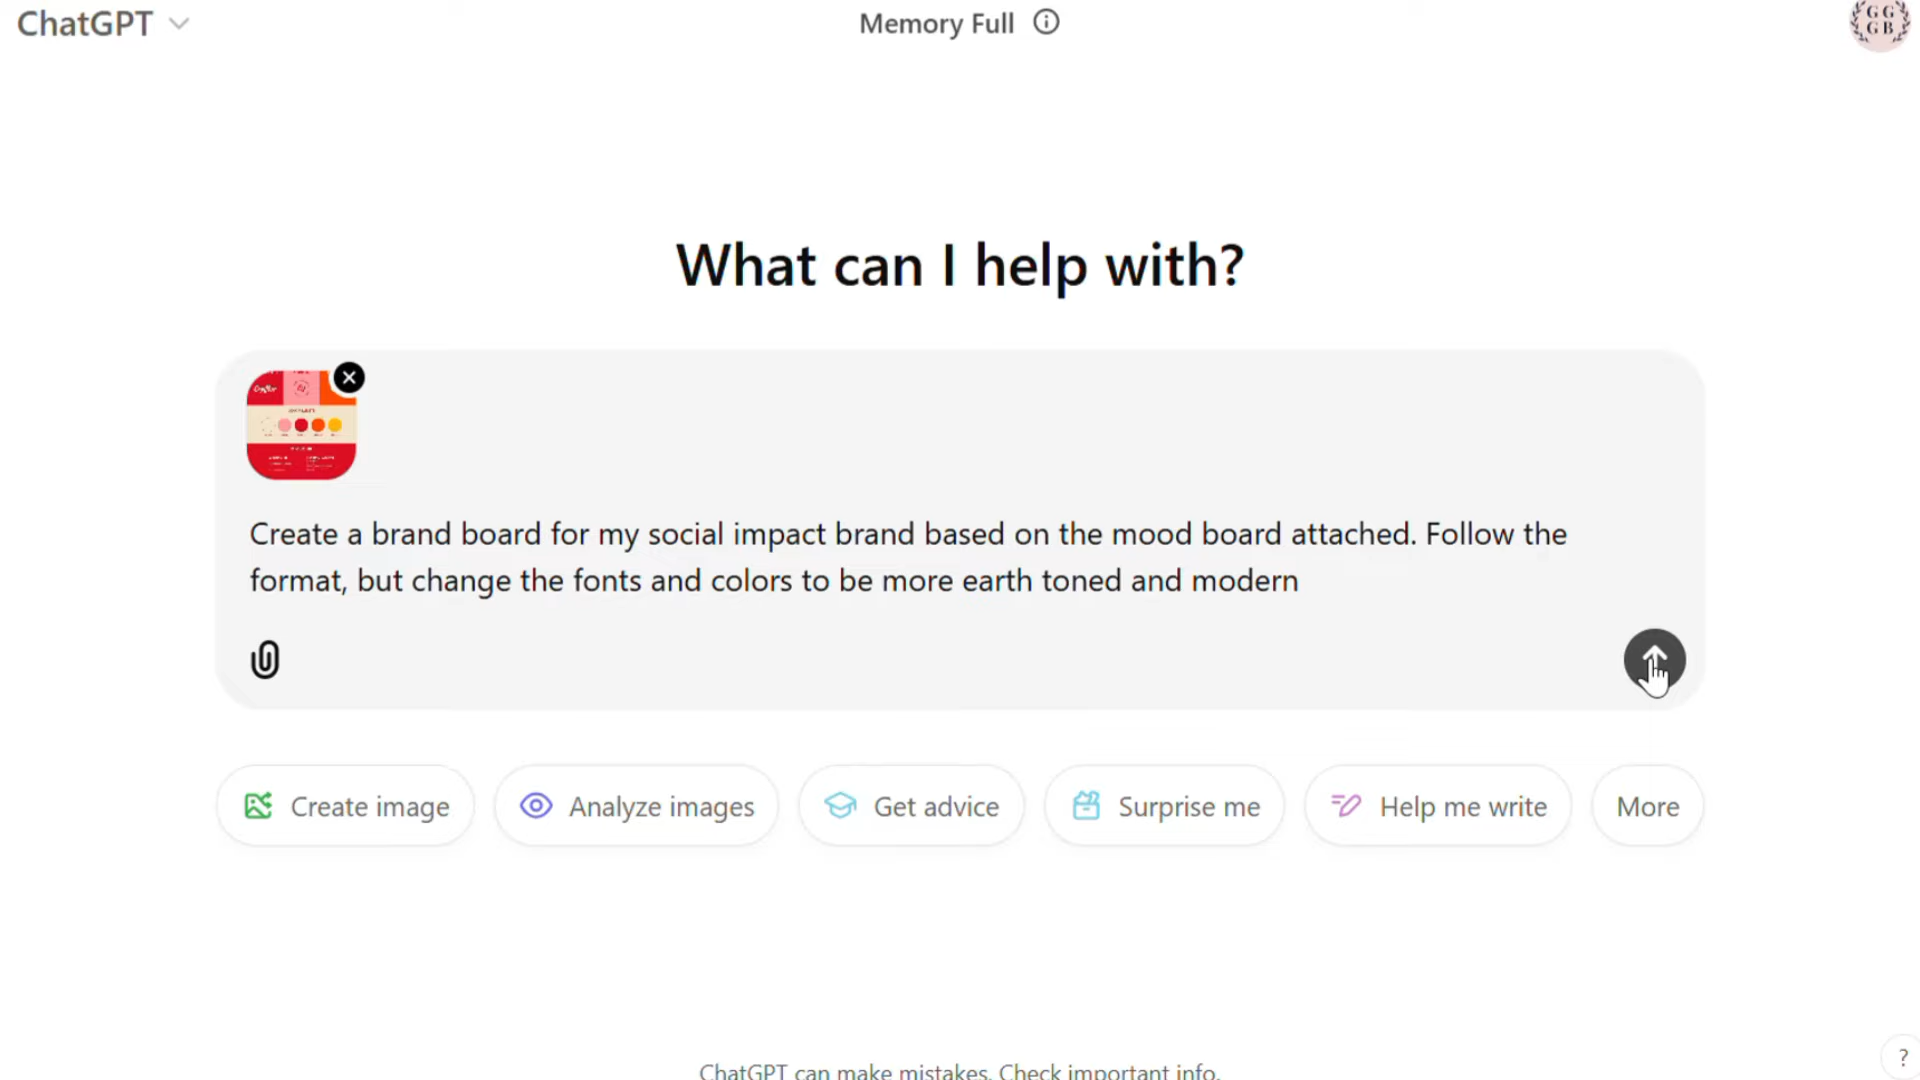 ChatGPT
Memory Full
G G
G B
What can I help with?
Create a brand board for my social impact brand based on the mood board attached. Follow the
format, but change the fonts and colors to be more earth toned and modern
Create image
Analyze images
Get advice
Surprise me
Help me write
More
ChatGPT can make mistakes. Check important info.
?